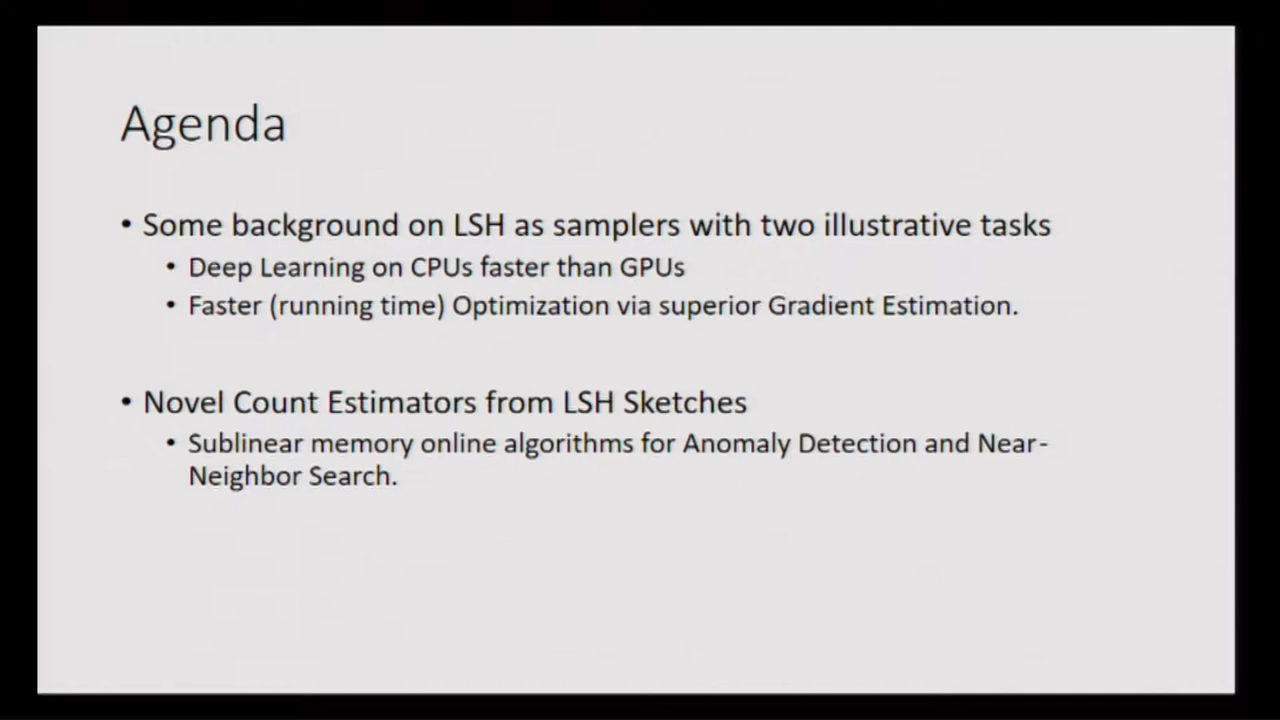 Agenda
• Some background on LSH as samplers with two illustrative tasks
• Deep Learning on CPUs faster than GPUs
• Faster (running time) Optimization via superior Gradient Estimation.
• Novel Count Estimators from LSH Sketches
• Sublinear memory online algorithms for Anomaly Detection and Near-
Neighbor Search.